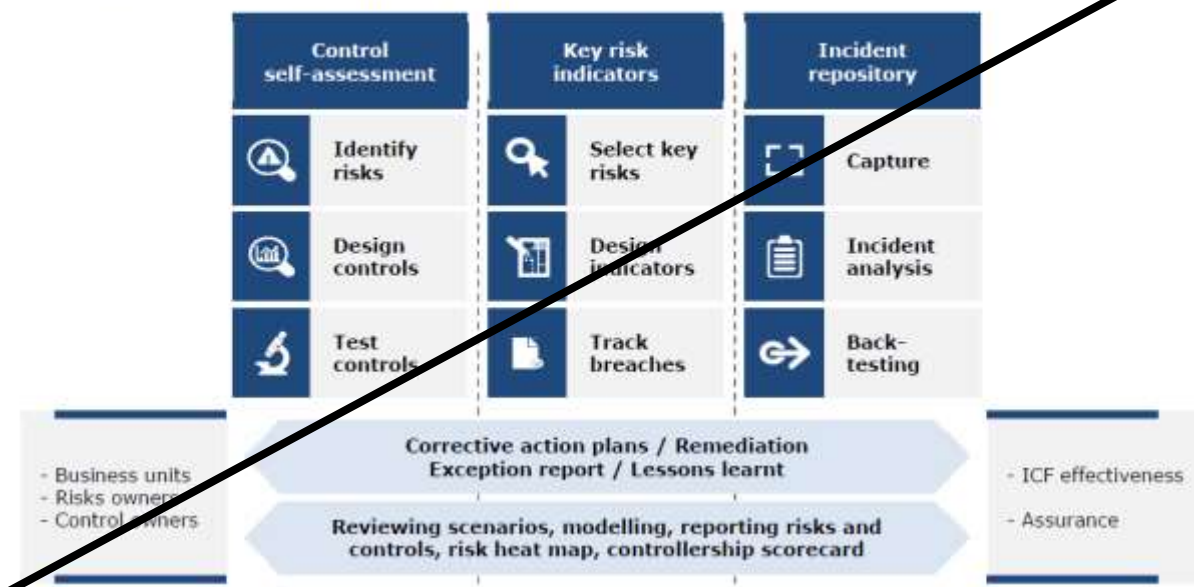 Control
self-assessment
Key risk
indicators
Incident
repository
Identify
risks
Select key
risks
Capture
Design
controls
Design
indicators
Incident
analysis
Test
controls
Track
breaches
Back-
testing
Corrective action plans / Remediation
Exception report / Lessons learnt
- Business units
- Risks owners
- Control owners
- ICF effectiveness
- Assurance
Reviewing scenarios, modelling, reporting risks and
controls, risk heat map, controllership scorecard